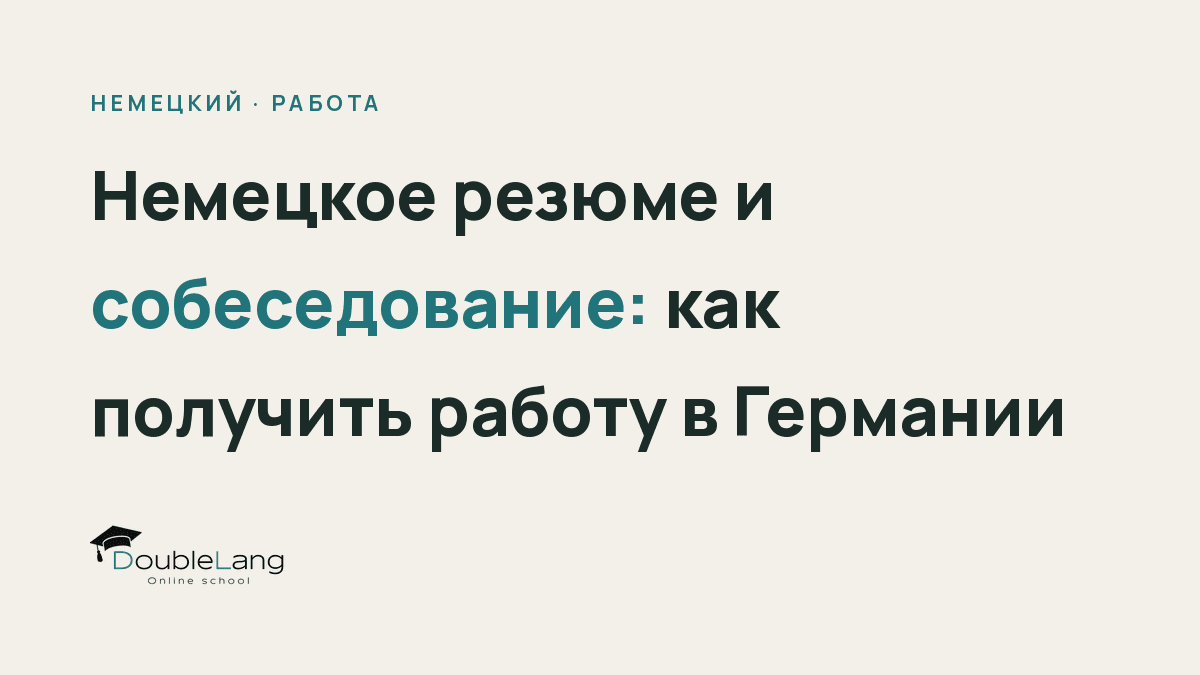 НЕМЕЦКИЙ · РАБОТА
Немецкое резюме и
собеседование: как
получить работу в Германии
DoubleLang
Online school